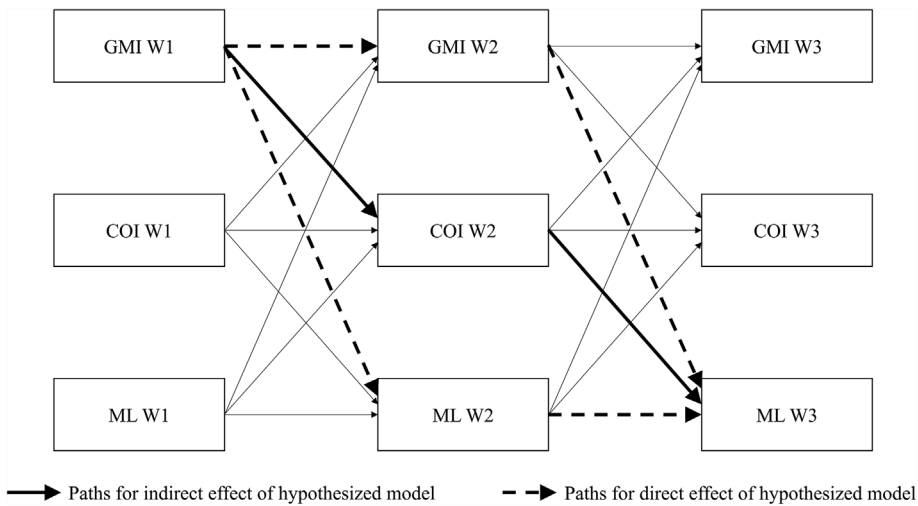 GMI W1
GMI W2
GMI W3
COI W1
COI W2
COI W3
ML W1
ML W2
ML W3
Paths for indirect effect of hypothesized model
Paths for direct effect of hypothesized model